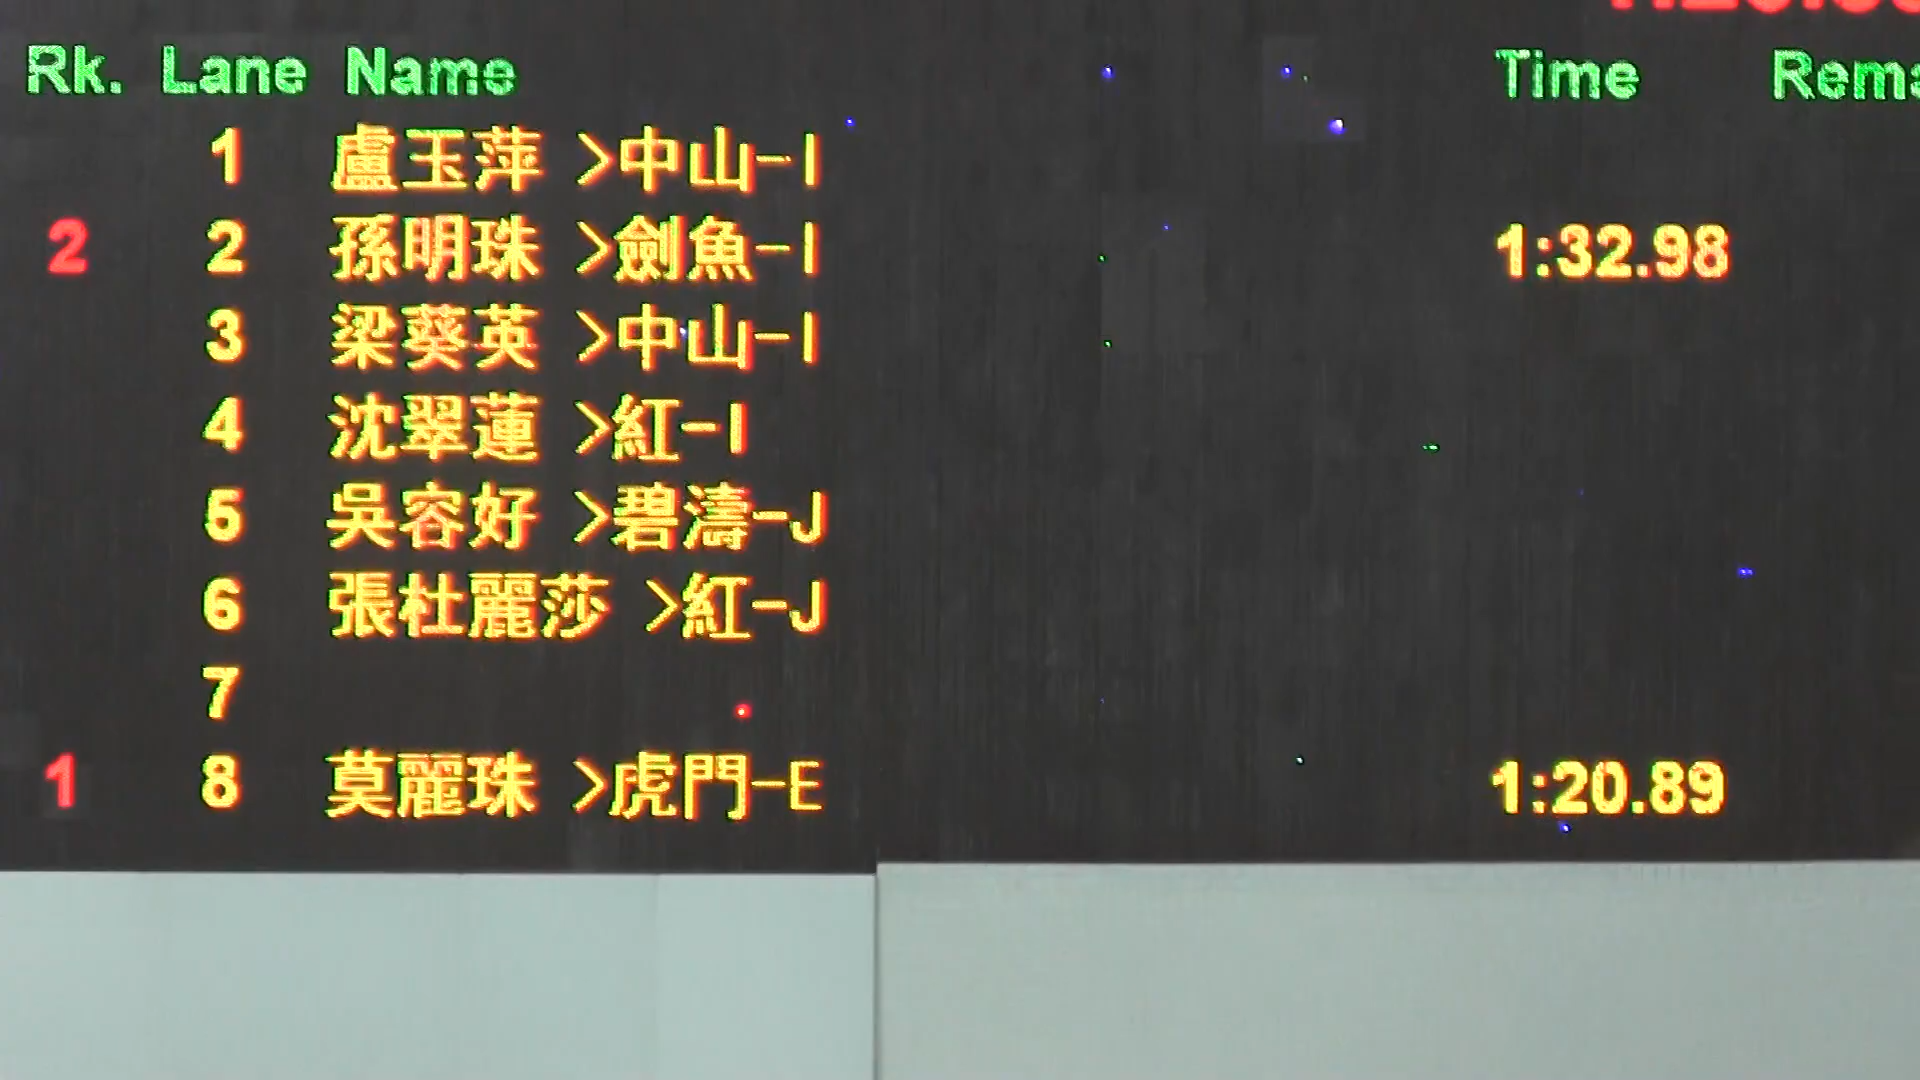 Rk. Lane Name Time Rema
1 盧玉萍 >中山-I
2 2 孫明珠 >劍魚-I 1:32.98
3 梁葵英 >中山-I
4 沈翠蓮 >紅-I
5 吳容好 >碧濤-J
6 張杜麗莎 >紅-J
7
1 8 莫麗珠 >虎門-E 1:20.89